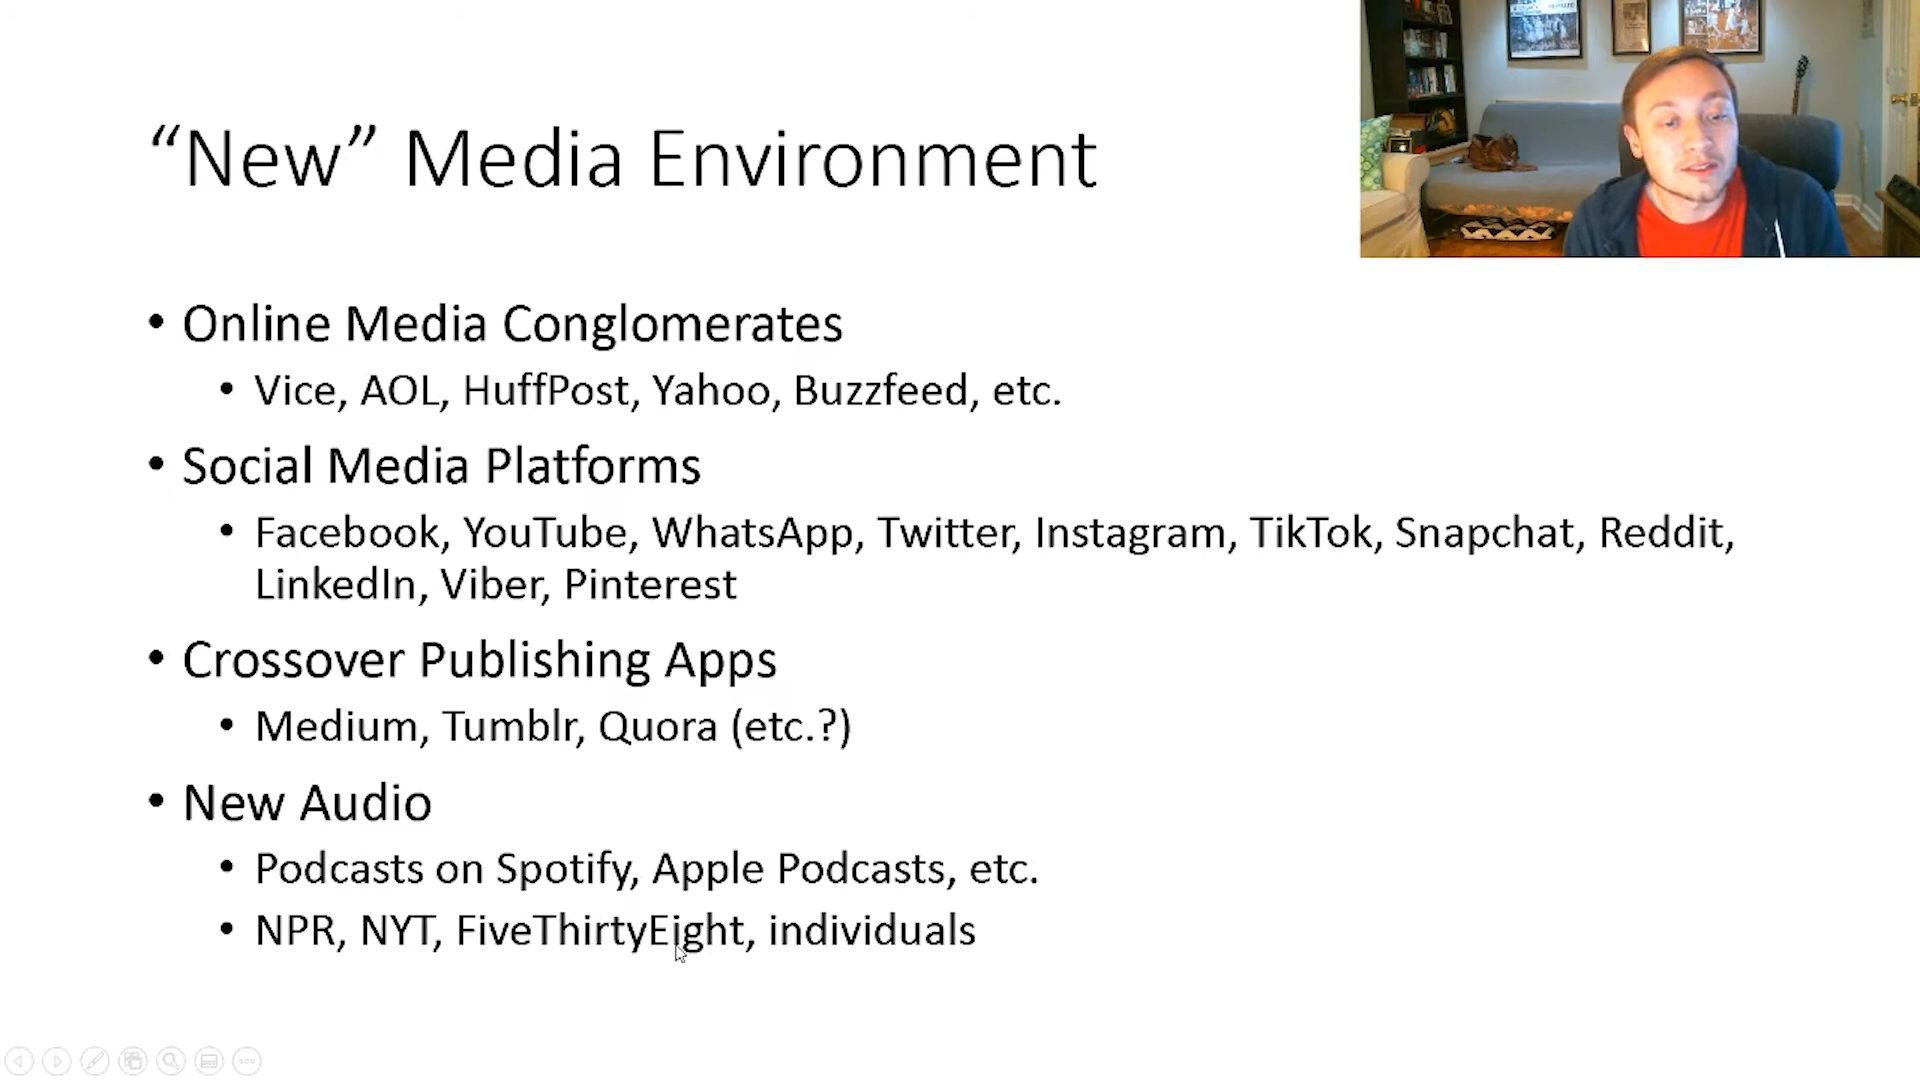 “New” Media Environment
• Online Media Conglomerates
• Vice, AOL, HuffPost, Yahoo, Buzzfeed, etc.
• Social Media Platforms
• Facebook, YouTube, WhatsApp, Twitter, Instagram, TikTok, Snapchat, Reddit,
LinkedIn, Viber, Pinterest
• Crossover Publishing Apps
• Medium, Tumblr, Quora (etc.?)
• New Audio
• Podcasts on Spotify, Apple Podcasts, etc.
• NPR, NYT, FiveThirtyEight, individuals